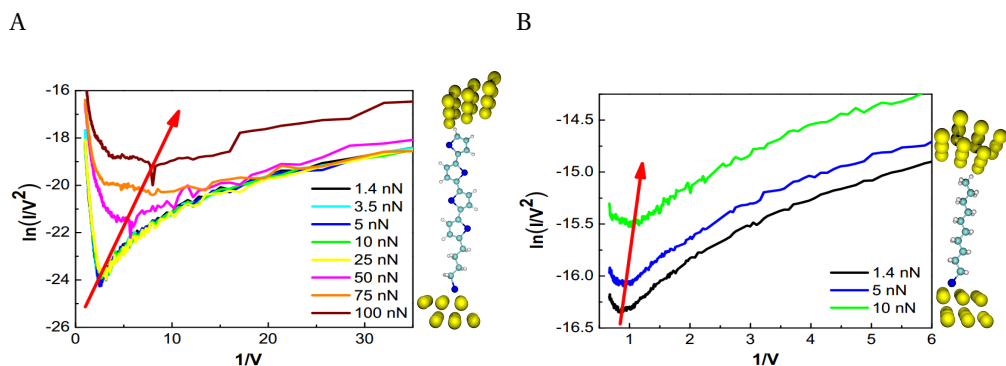 A
ln(I/V²)
-16
-18
-20
-22
-24
-26
0
10
20
30
1/V
1.4 nN
3.5 nN
5 nN
10 nN
25 nN
50 nN
75 nN
100 nN
B
ln(I/V²)
-14.5
-15.0
-15.5
-16.0
-16.5
1
2
3
4
5
6
1/V
1.4 nN
5 nN
10 nN